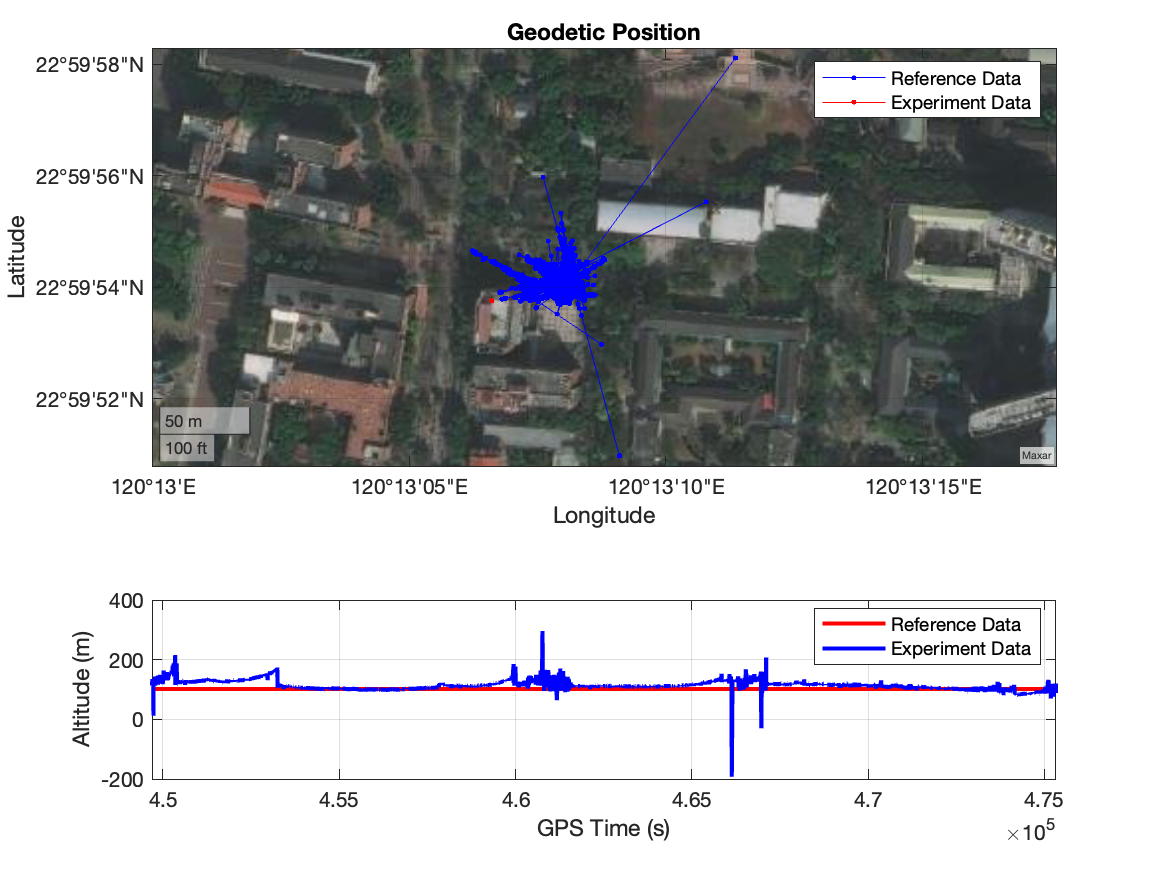 Geodetic Position
22°59'58"N
22°59'56"N
22°59'54"N
22°59'52"N
Latitude
Reference Data
Experiment Data
50 m
100 ft
Maxar
120°13'E
120°13'05"E
120°13'10"E
120°13'15"E
Longitude
400
200
0
-200
Altitude (m)
Reference Data
Experiment Data
4.5
4.55
4.6
4.65
4.7
4.75
GPS Time (s)
×10⁵